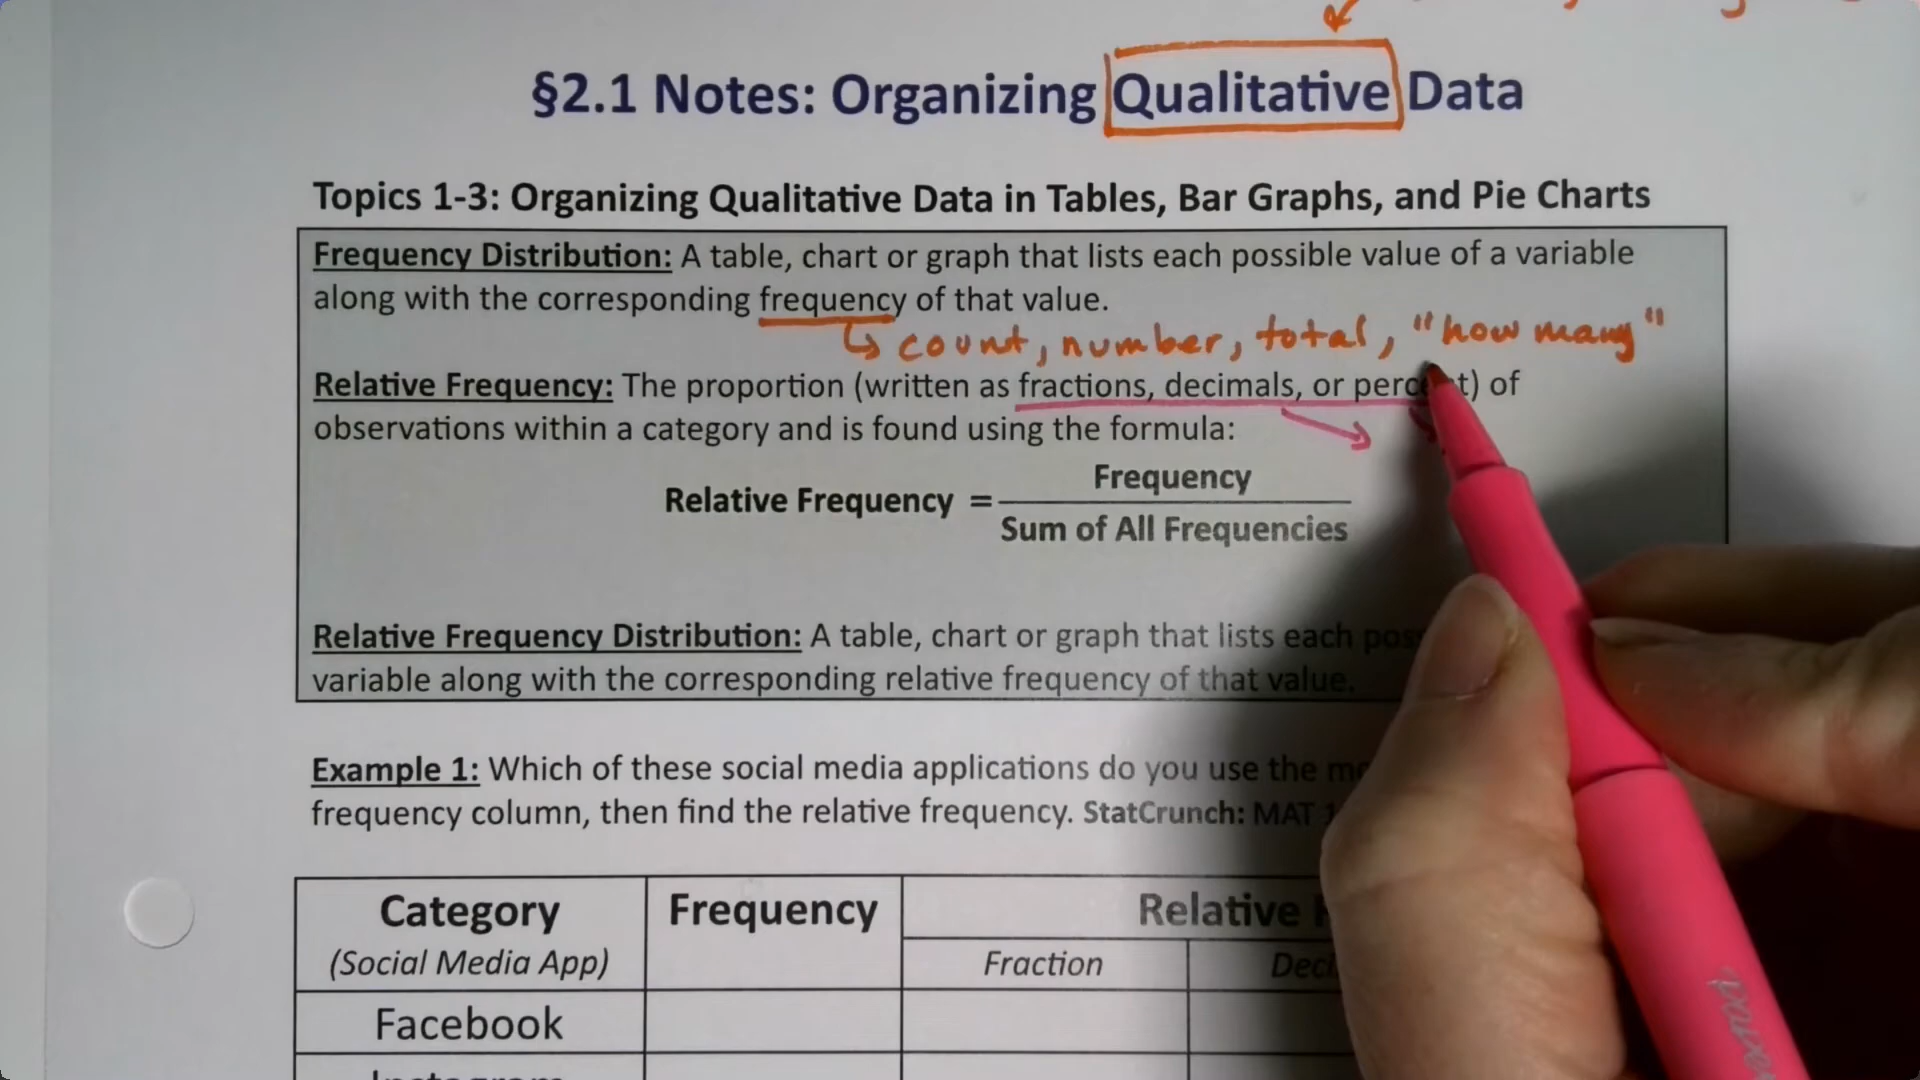 §2.1 Notes: Organizing Qualitative Data
Topics 1-3: Organizing Qualitative Data in Tables, Bar Graphs, and Pie Charts
Frequency Distribution: A table, chart or graph that lists each possible value of a variable
along with the corresponding frequency of that value.
↳ count, number, total, "how many"
Relative Frequency: The proportion (written as fractions, decimals, or percent) of
observations within a category and is found using the formula:
Relative Frequency = Frequency
Sum of All Frequencies
Relative Frequency Distribution: A table, chart or graph that lists each
variable along with the corresponding relative frequency of that value.
Example 1: Which of these social media applications do you use the
frequency column, then find the relative frequency. StatCrunch: MAT
Category Frequency Relative
(Social Media App) Fraction
Facebook
Instagram